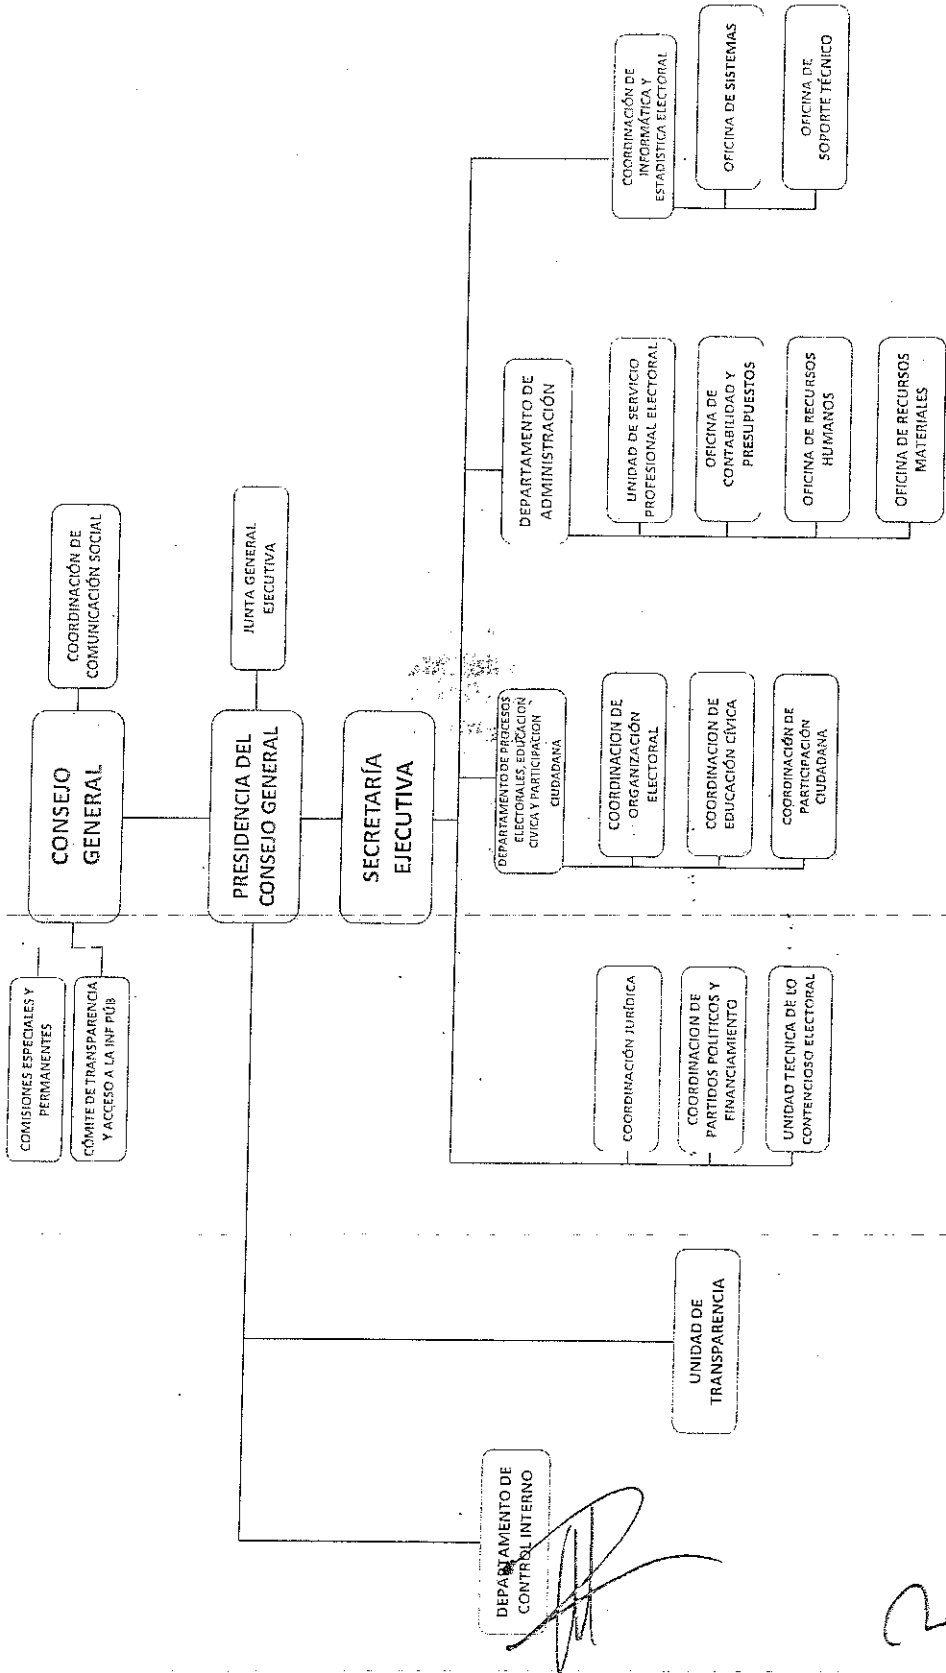 COMISIONES ESPECIALES Y
PERMANENTES
CÓMITE DE TRANSPARENCIA
Y ACCESO A LA INF PÚB
CONSEJO
GENERAL
COORDINACIÓN DE
COMUNICACIÓN SOCIAL
PRESIDENCIA DEL
CONSEJO GENERAL
JUNTA GENERAL
EJECUTIVA
SECRETARÍA
EJECUTIVA
DEPARTAMENTO DE
CONTROL INTERNO
UNIDAD DE
TRANSPARENCIA
COORDINACIÓN JURÍDICA
COORDINACION DE
PARTIDOS POLITICOS Y
FINANCIAMIENTO
UNIDAD TECNICA DE LO
CONTENCIOSO ELECTORAL
DEPARTAMENTO DE PROCESOS
ELECTORALES, EDUCACION
CIVICA Y PARTICIPACION
CIUDADANA
COORDINACION DE
ORGANIZACIÓN
ELECTORAL
COORDINACION DE
EDUCACIÓN CÍVICA
COORDINACIÓN DE
PARTICIPACIÓN
CIUDADANA
DEPARTAMENTO DE
ADMINISTRACIÓN
UNIDAD DE SERVICIO
PROFESIONAL ELECTORAL
OFICINA DE
CONTABILIDAD Y
PRESUPUESTOS
OFICINA DE RECURSOS
HUMANOS
OFICINA DE RECURSOS
MATERIALES
COORDINACIÓN DE
INFORMÁTICA Y
ESTADISTICA ELECTORAL
OFICINA DE SISTEMAS
OFICINA DE
SOPORTE TÉCNICO